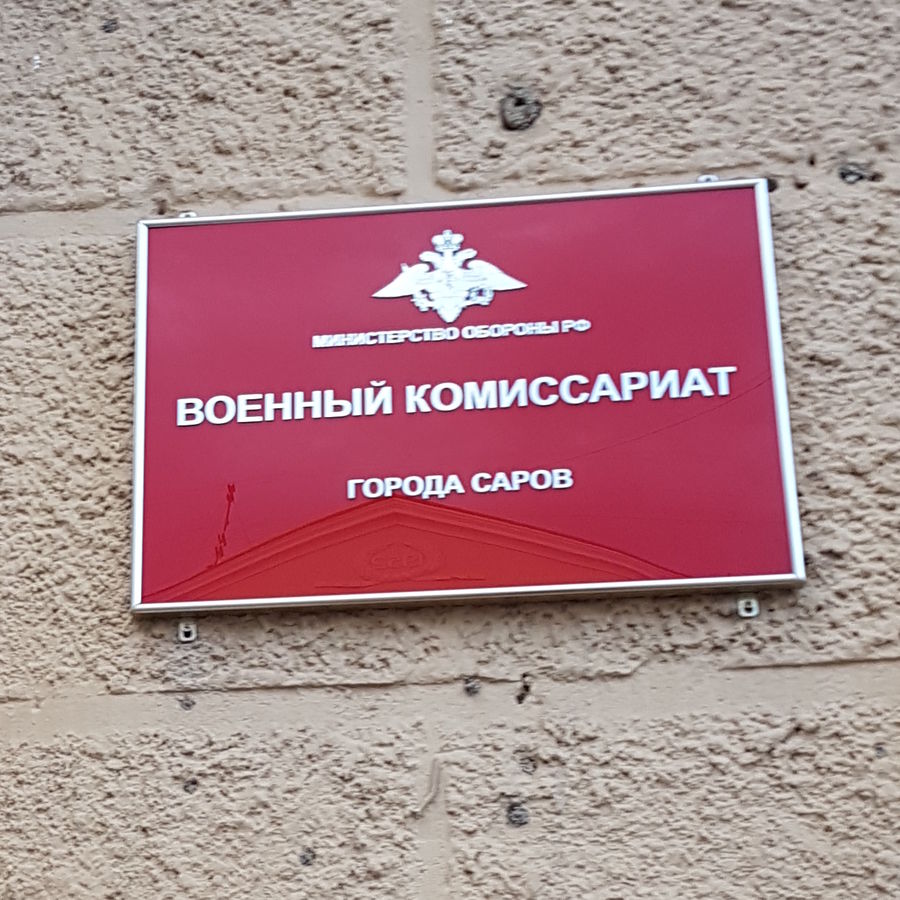 МИНИСТЕРСТВО ОБОРОНЫ РФ
ВОЕННЫЙ КОМИССАРИАТ
ГОРОДА САРОВ